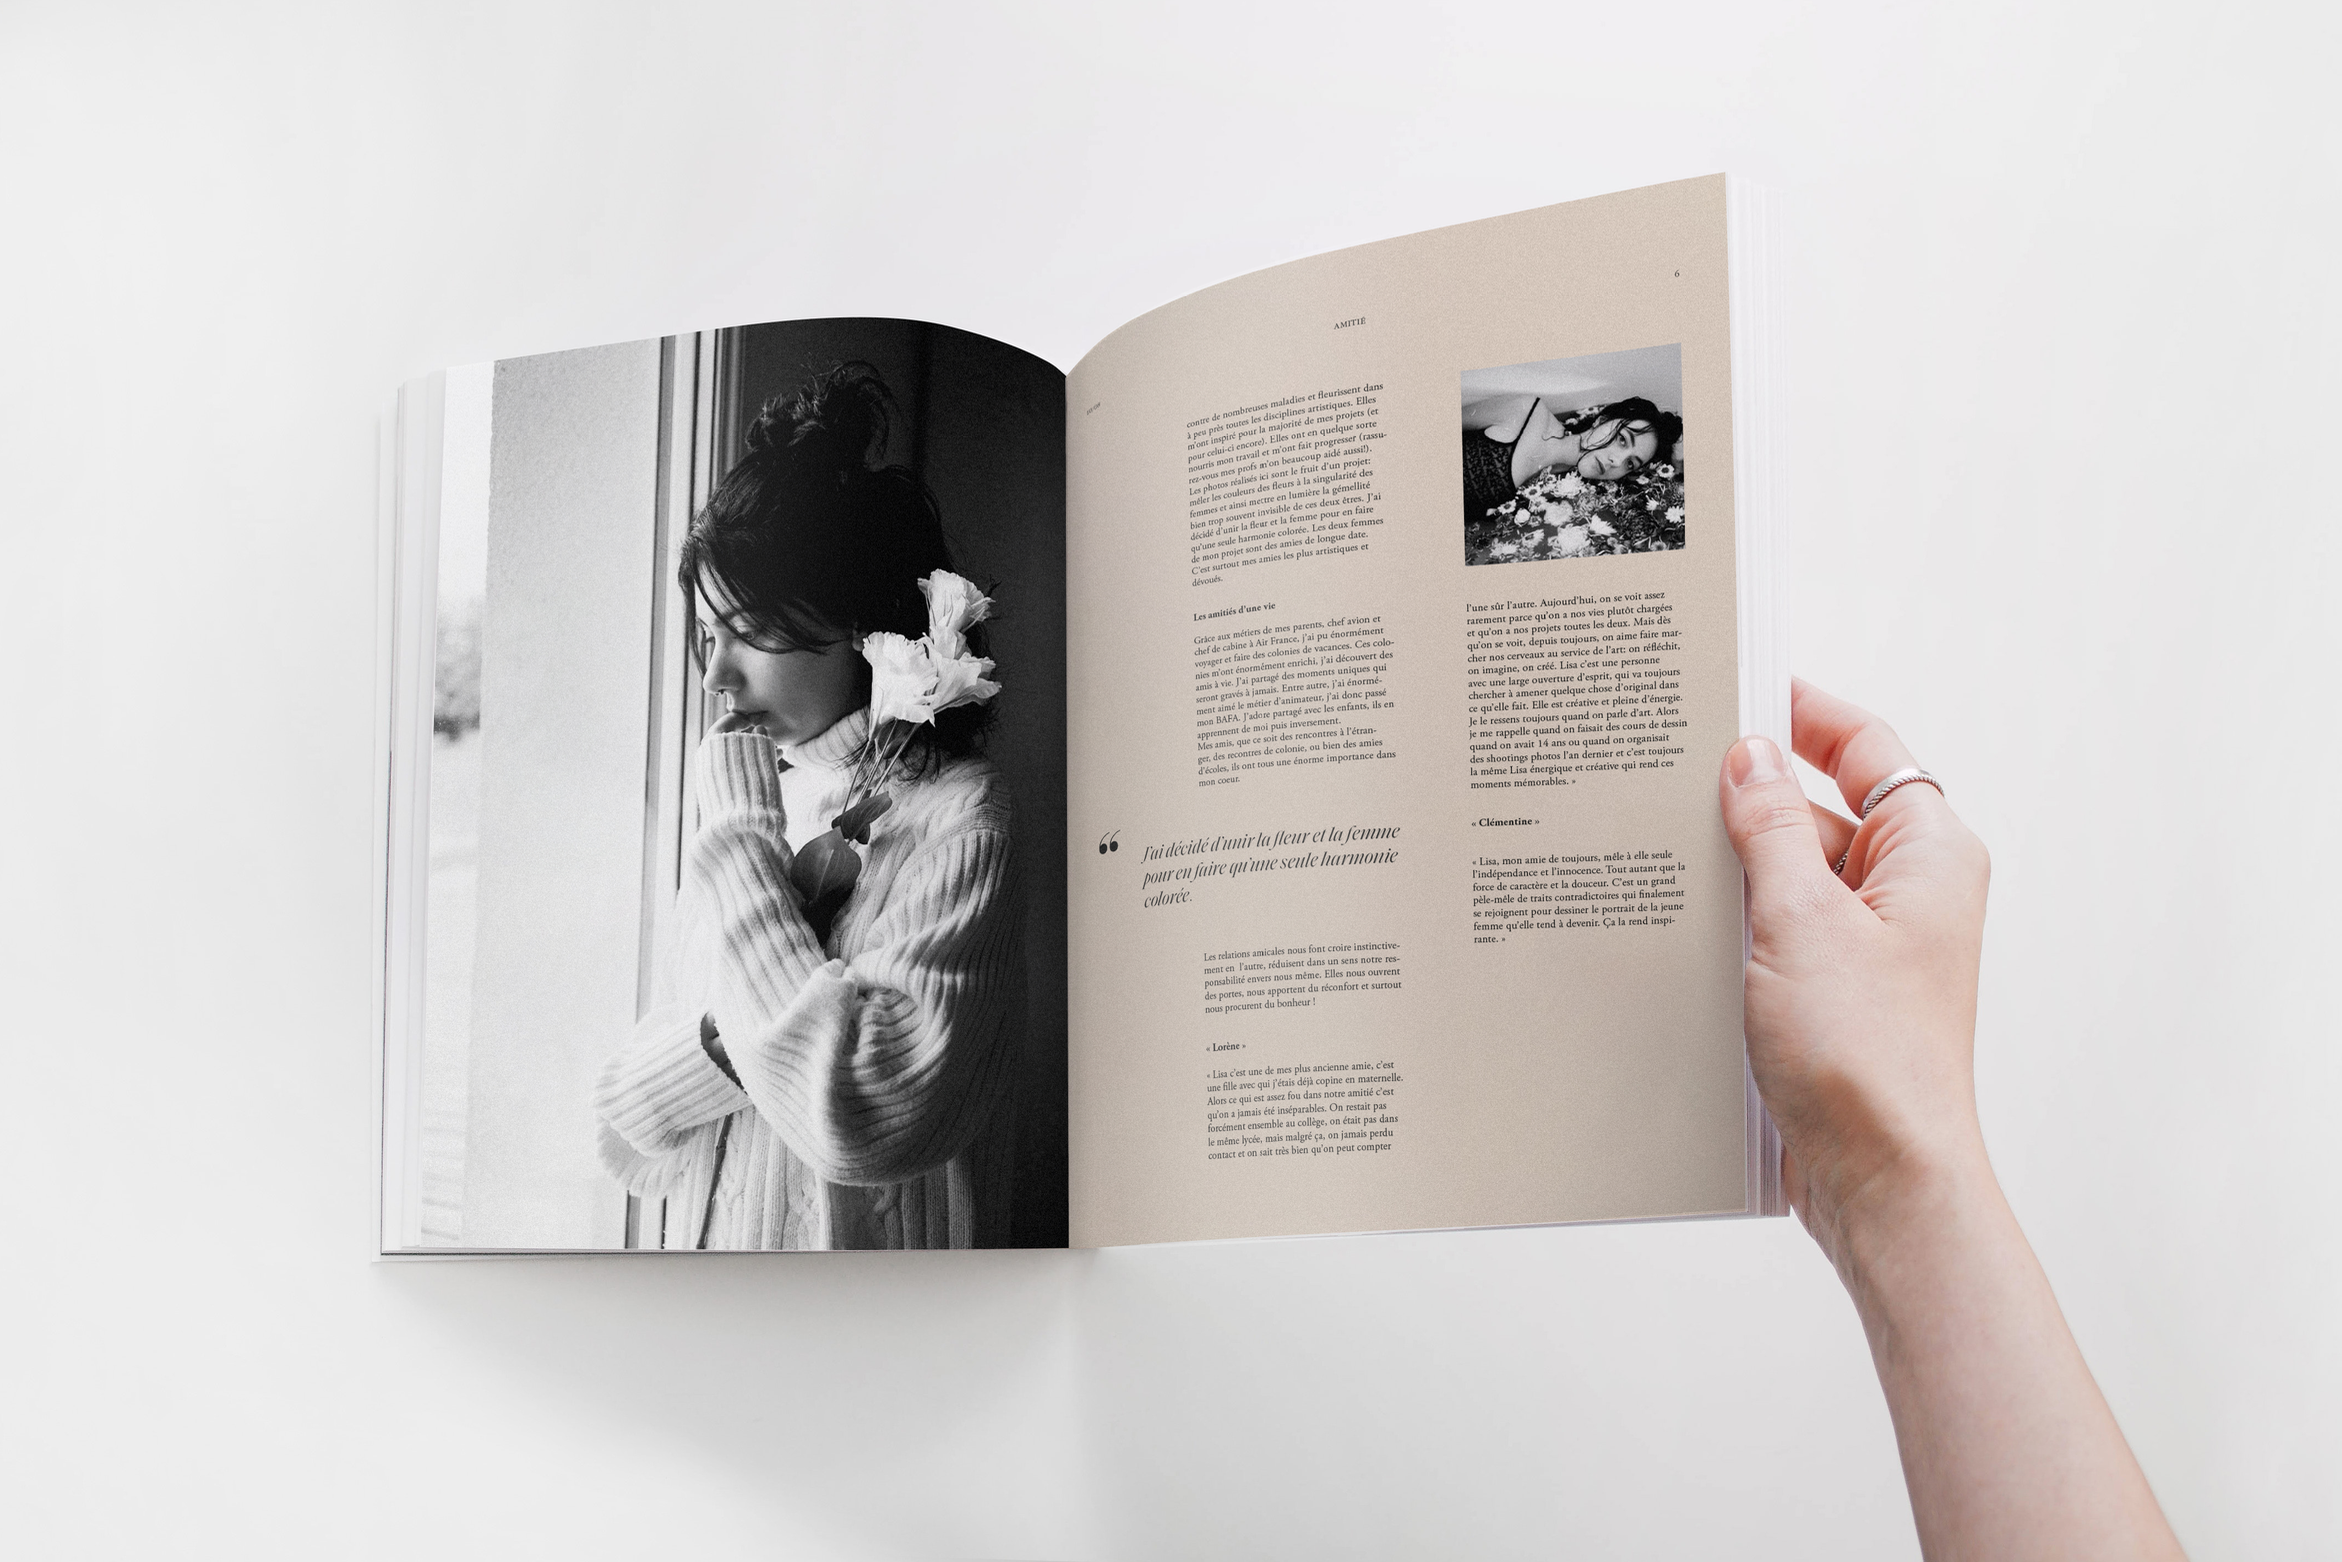 6
AMITIÉ
contre de nombreuses maladies et fleurissent dans
à peu près toutes les disciplines artistiques. Elles
m'ont inspiré pour la majorité de mes projets (et
pour celui-ci encore). Elles ont en quelque sorte
nourris mon travail et m'ont fait progresser (rassu-
rez-vous mes profs m'on beaucoup aidé aussi!).
Les photos réalisés ici sont le fruit d'un projet:
mêler les couleurs des fleurs à la singularité des
femmes et ainsi mettre en lumière la gémellité
bien trop souvent invisible de ces deux êtres. J'ai
décidé d'unir la fleur et la femme pour en faire
qu'une seule harmonie colorée. Les deux femmes
de mon projet sont des amies de longue date.
C'est surtout mes amies les plus artistiques et
dévoués.
Les amitiés d'une vie
Grâce aux métiers de mes parents, chef avion et
chef de cabine à Air France, j'ai pu énormément
voyager et faire des colonies de vacances. Ces colo-
nies m'ont énormément enrichi, j'ai découvert des
amis à vie. J'ai partagé des moments uniques qui
seront gravés à jamais. Entre autre, j'ai énormé-
ment aimé le métier d'animateur, j'ai donc passé
mon BAFA. J'adore partagé avec les enfants, ils en
apprennent de moi puis inversement.
Mes amis, que ce soit des rencontres à l'étran-
ger, des recontres de colonie, ou bien des amies
d'écoles, ils ont tous une énorme importance dans
mon coeur.
“ J'ai décidé d'unir la fleur et la femme
pour en faire qu'une seule harmonie
colorée.
Les relations amicales nous font croire instinctive-
ment en l'autre, réduisent dans un sens notre res-
ponsabilité envers nous même. Elles nous ouvrent
des portes, nous apportent du réconfort et surtout
nous procurent du bonheur !
« Lorène »
« Lisa c'est une de mes plus ancienne amie, c'est
une fille avec qui j'étais déjà copine en maternelle.
Alors ce qui est assez fou dans notre amitié c'est
qu'on a jamais été inséparables. On restait pas
forcément ensemble au collège, on était pas dans
le même lycée, mais malgré ça, on jamais perdu
contact et on sait très bien qu'on peut compter
l'une sûr l'autre. Aujourd'hui, on se voit assez
rarement parce qu'on a nos vies plutôt chargées
et qu'on a nos projets toutes les deux. Mais dès
qu'on se voit, depuis toujours, on aime faire mar-
cher nos cerveaux au service de l'art: on réfléchit,
on imagine, on créé. Lisa c'est une personne
avec une large ouverture d'esprit, qui va toujours
chercher à amener quelque chose d'original dans
ce qu'elle fait. Elle est créative et pleine d'énergie.
Je le ressens toujours quand on parle d'art. Alors
je me rappelle quand on faisait des cours de dessin
quand on avait 14 ans ou quand on organisait
des shootings photos l'an dernier et c'est toujours
la même Lisa énergique et créative qui rend ces
moments mémorables. »
« Clémentine »
« Lisa, mon amie de toujours, mêle à elle seule
l'indépendance et l'innocence. Tout autant que la
force de caractère et la douceur. C'est un grand
pêle-mêle de traits contradictoires qui finalement
se rejoignent pour dessiner le portrait de la jeune
femme qu'elle tend à devenir. Ça la rend inspi-
rante. »